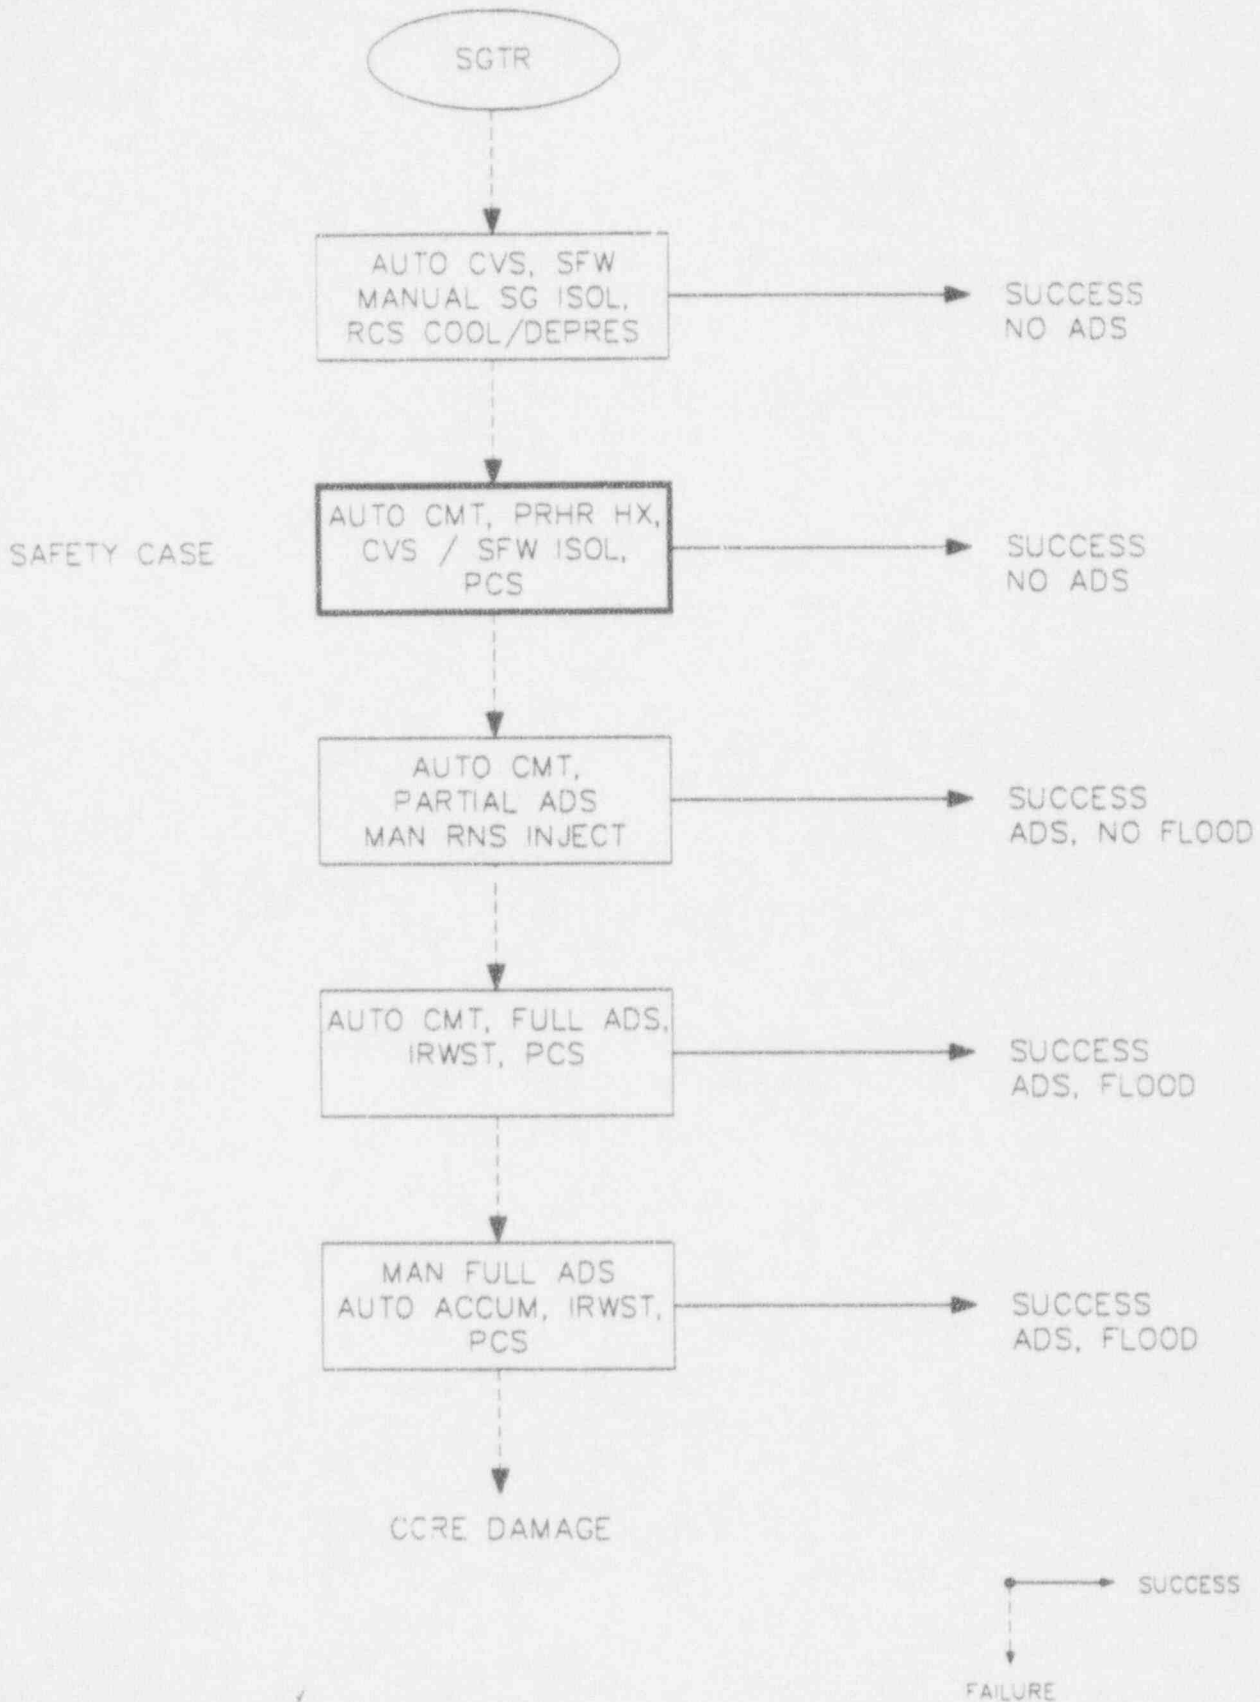 SGTR
AUTO CVS, SFW
MANUAL SG ISOL,
RCS COOL/DEPRES
SUCCESS
NO ADS
SAFETY CASE
AUTO CMT, PRHR HX,
CVS / SFW ISOL,
PCS
SUCCESS
NO ADS
AUTO CMT,
PARTIAL ADS
MAN RNS INJECT
SUCCESS
ADS, NO FLOOD
AUTO CMT, FULL ADS,
IRWST, PCS
SUCCESS
ADS, FLOOD
MAN FULL ADS
AUTO ACCUM, IRWST,
PCS
SUCCESS
ADS, FLOOD
CORE DAMAGE
SUCCESS
FAILURE